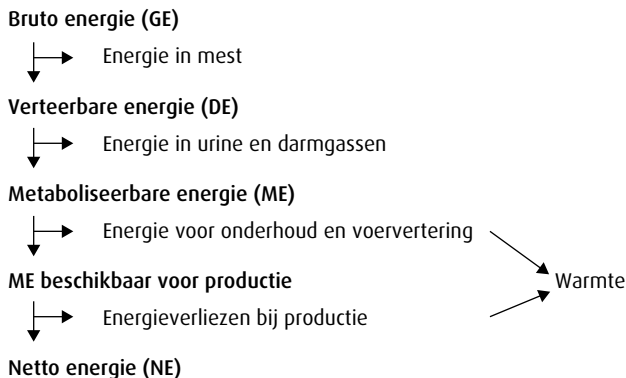 Bruto energie (GE)
Energie in mest
Verteerbare energie (DE)
Energie in urine en darmgassen
Metaboliseerbare energie (ME)
Energie voor onderhoud en voervertering
ME beschikbaar voor productie
Warmte
Energieverliezen bij productie
Netto energie (NE)